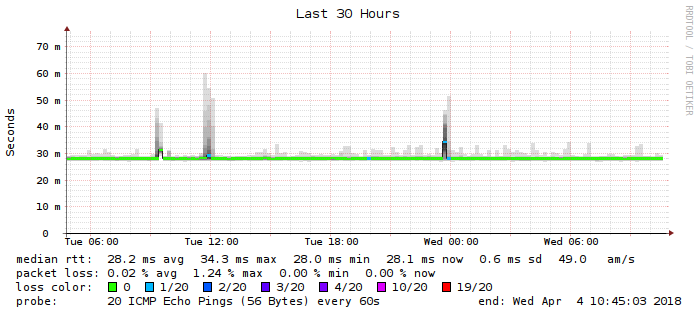 Last 30 Hours
RRDTOOL / TOBI OETIKER
Seconds
70 m
60 m
50 m
40 m
30 m
20 m
10 m
0
Tue 06:00 Tue 12:00 Tue 18:00 Wed 00:00 Wed 06:00
median rtt: 28.2 ms avg 34.3 ms max 28.0 ms min 28.1 ms now 0.6 ms sd 49.0 am/s
packet loss: 0.02 % avg 1.24 % max 0.00 % min 0.00 % now
loss color: 0 1/20 2/20 3/20 4/20 10/20 19/20
probe: 20 ICMP Echo Pings (56 Bytes) every 60s end: Wed Apr 4 10:45:03 2018